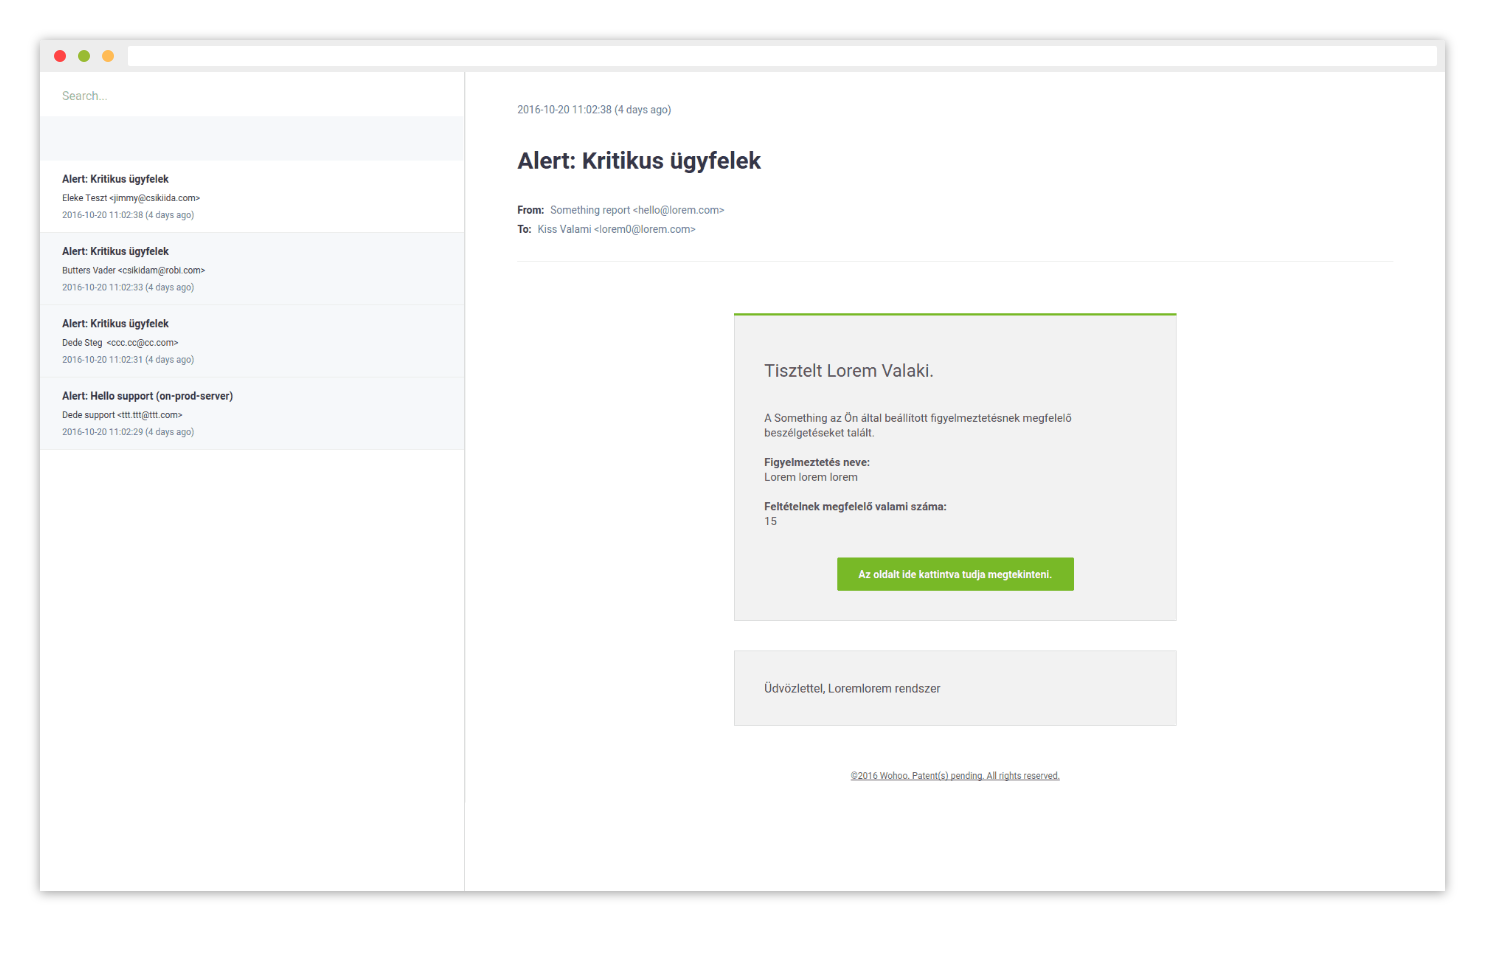 Search...
Alert: Kritikus ügyfelek
Eleke Teszt <jimmy@csikiida.com>
2016-10-20 11:02:38 (4 days ago)
Alert: Kritikus ügyfelek
Butters Vader <csikidam@robi.com>
2016-10-20 11:02:33 (4 days ago)
Alert: Kritikus ügyfelek
Dede Steg <ccc.cc@cc.com>
2016-10-20 11:02:31 (4 days ago)
Alert: Hello support (on-prod-server)
Dede support <ttt.ttt@ttt.com>
2016-10-20 11:02:29 (4 days ago)
2016-10-20 11:02:38 (4 days ago)
Alert: Kritikus ügyfelek
From: Something report <hello@lorem.com>
To: Kiss Valami <lorem0@lorem.com>
Tisztelt Lorem Valaki.
A Something az Ön által beállított figyelmeztetésnek megfelelő
beszélgetéseket talált.
Figyelmeztetés neve:
Lorem lorem lorem
Feltételnek megfelelő valami száma:
15
Az oldalt ide kattintva tudja megtekinteni.
Üdvözlettel, Loremlorem rendszer
©2016 Wohoo. Patent(s) pending. All rights reserved.